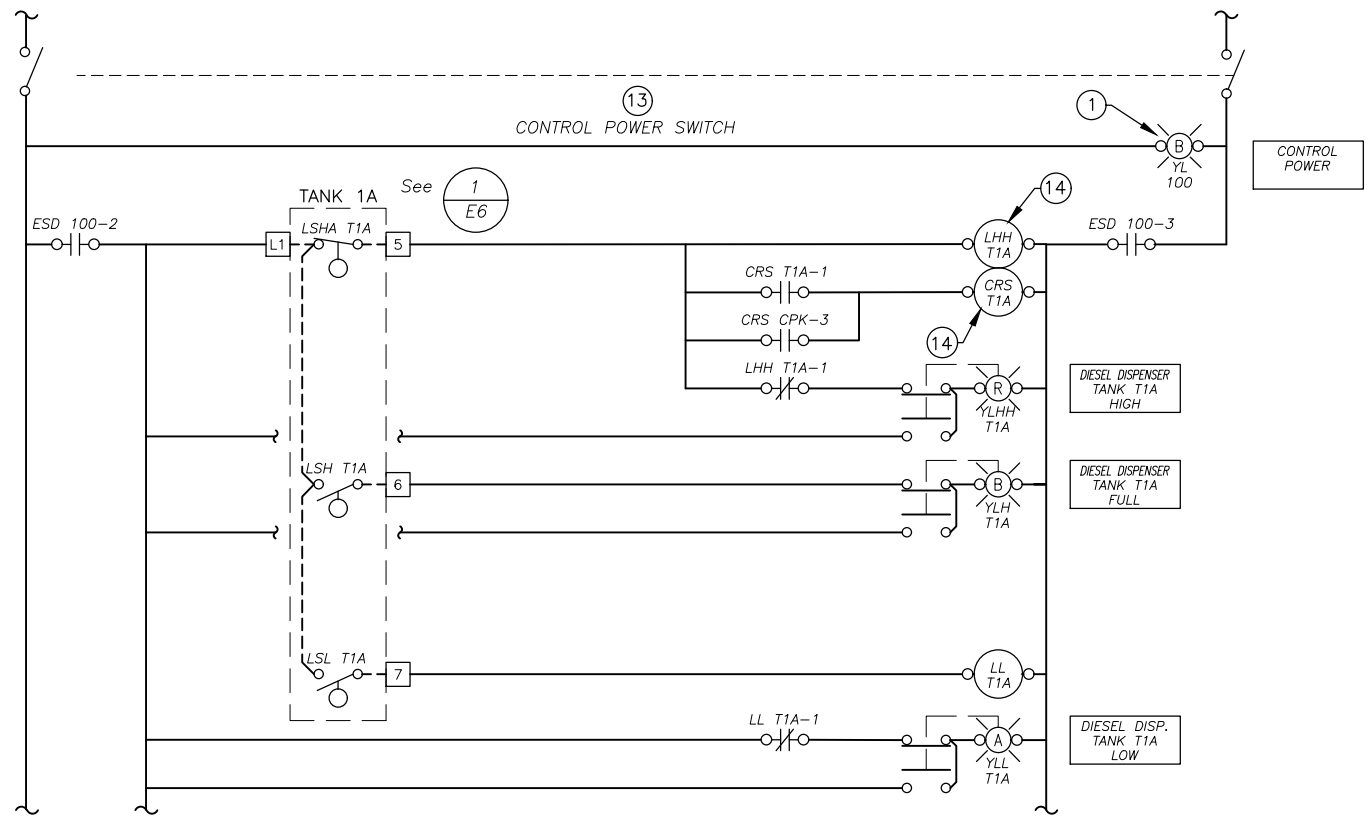 13
CONTROL POWER SWITCH
1
B
YL
100
CONTROL
POWER
TANK 1A
See
1
E6
14
ESD 100-2
LSHA T1A
L1
5
LHH
T1A
ESD 100-3
CRS T1A-1
CRS
T1A
CRS CPK-3
14
LHH T1A-1
R
YLHH
T1A
DIESEL DISPENSER
TANK T1A
HIGH
LSH T1A
6
B
YLH
T1A
DIESEL DISPENSER
TANK T1A
FULL
LSL T1A
7
LL
T1A
LL T1A-1
A
YLL
T1A
DIESEL DISP.
TANK T1A
LOW